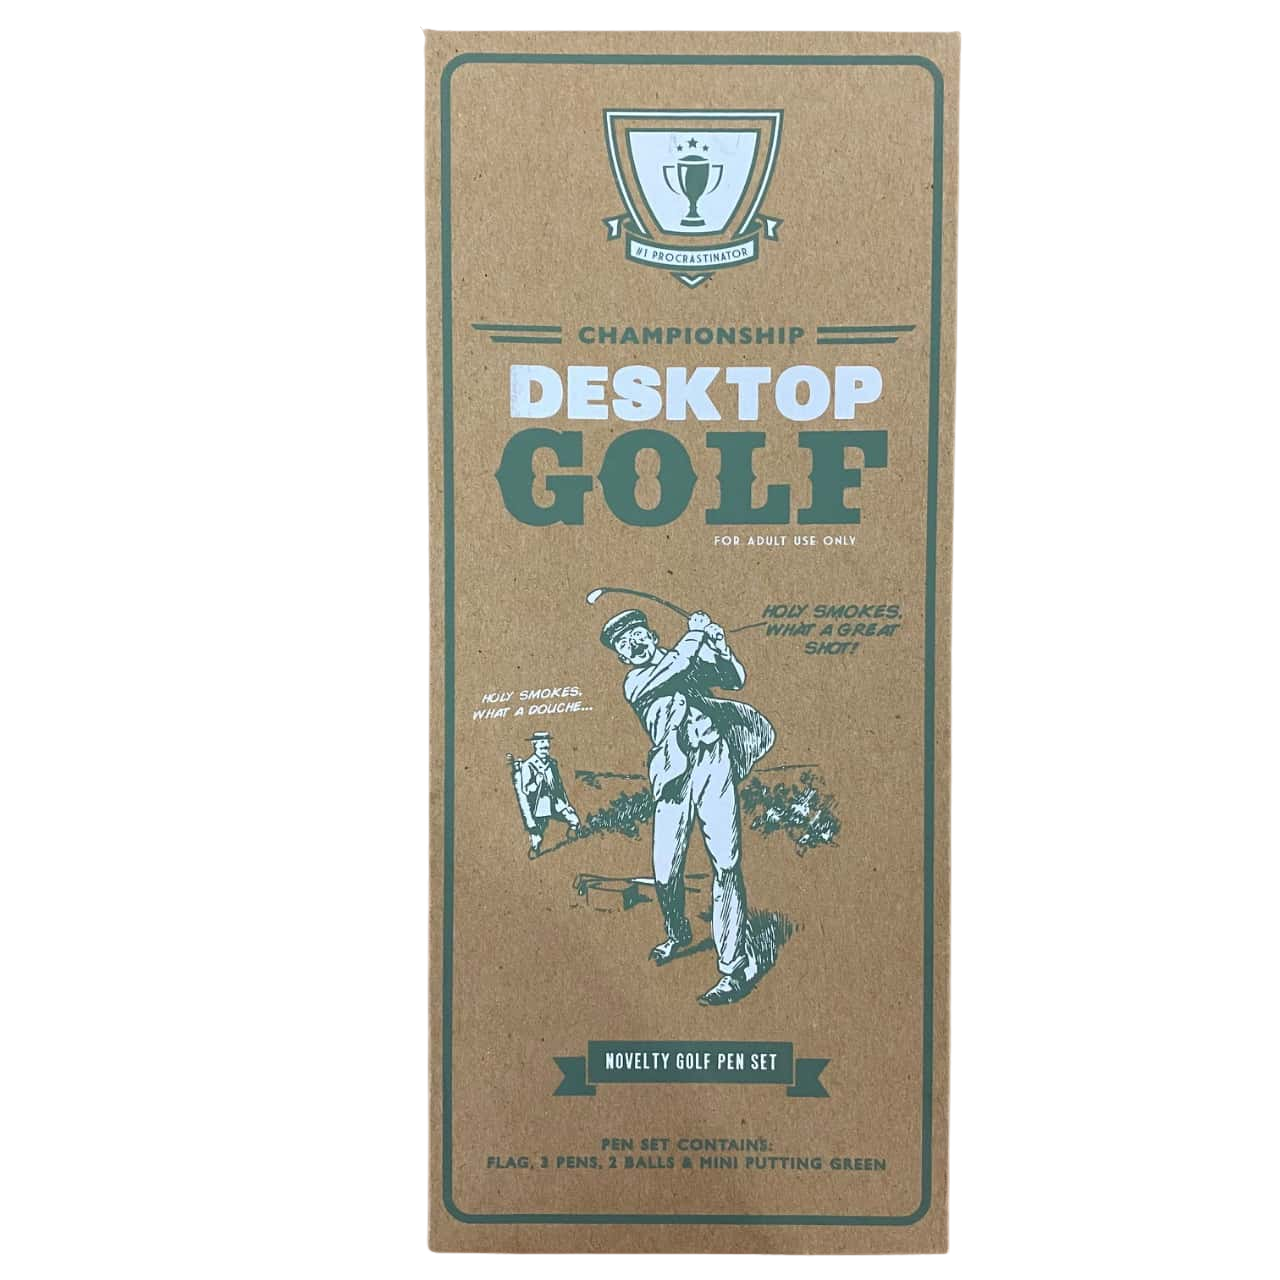 #1 PROCRASTINATOR
CHAMPIONSHIP
DESKTOP
GOLF
FOR ADULT USE ONLY
HOLY SMOKES,
WHAT A GREAT
SHOT!
HOLY SMOKES,
WHAT A DOUCHE...
NOVELTY GOLF PEN SET
PEN SET CONTAINS:
FLAG, 3 PENS, 2 BALLS & MINI PUTTING GREEN